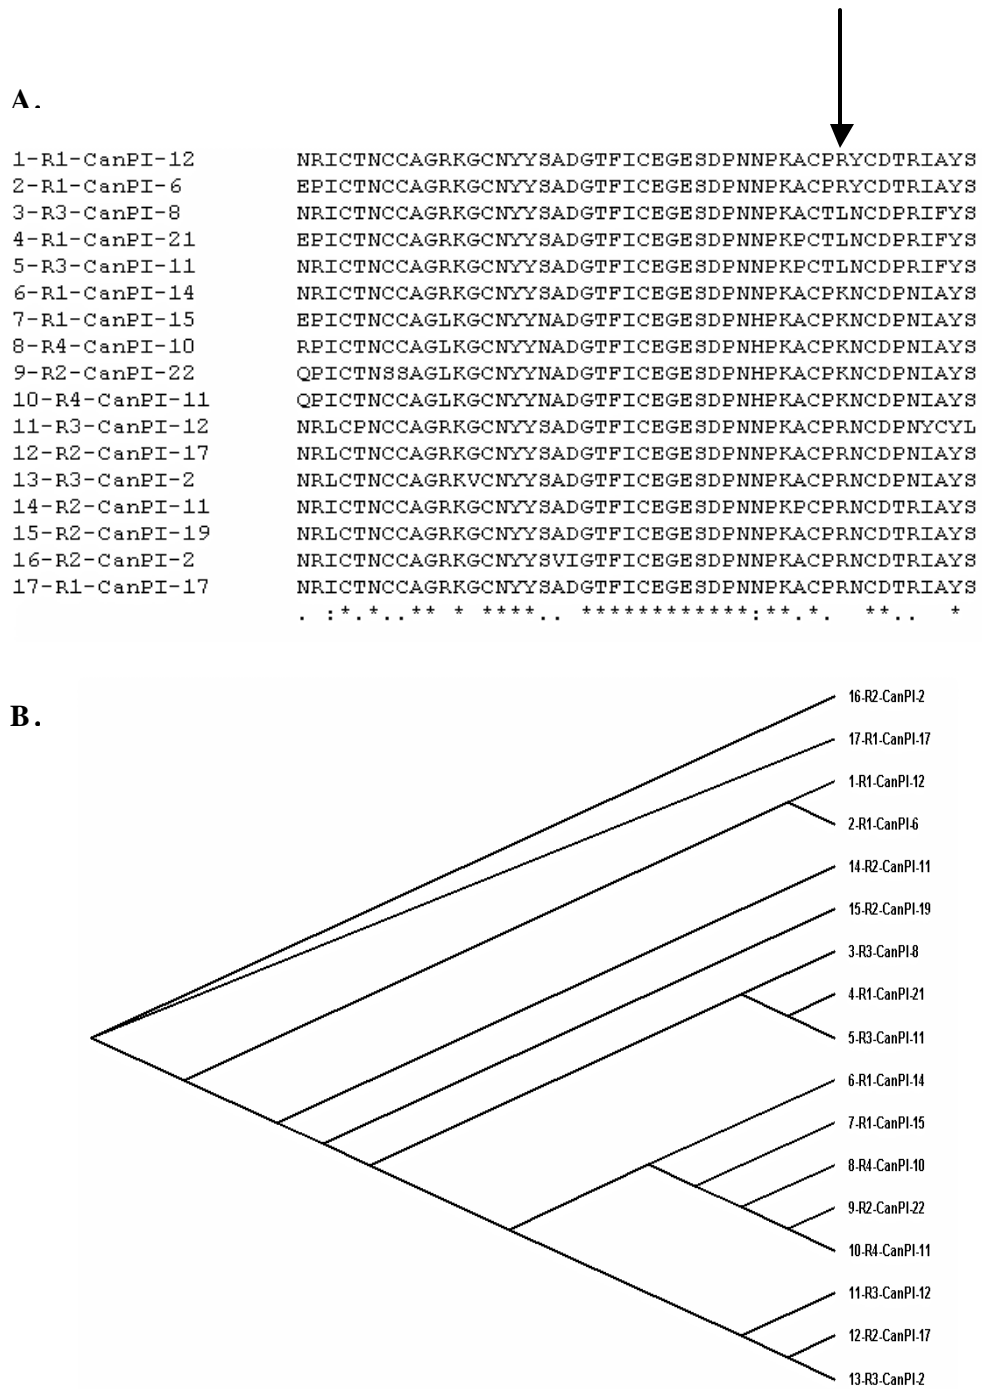 A.
1-R1-CanPI-12 NRICTNCCAGRKGCNYYSADGTFICEGESDPNNPKACPRYCDTRIAYS
2-R1-CanPI-6 EPICTNCCAGRKGCNYYSADGTFICEGESDPNNPKACPRYCDTRIAYS
3-R3-CanPI-8 NRICTNCCAGRKGCNYYSADGTFICEGESDPNNPKACTLNCDPRIFYS
4-R1-CanPI-21 EPICTNCCAGRKGCNYYSADGTFICEGESDPNNPKPCTLNCDPRIFYS
5-R3-CanPI-11 NRICTNCCAGRKGCNYYSADGTFICEGESDPNNPKPCTLNCDPRIFYS
6-R1-CanPI-14 NRICTNCCAGRKGCNYYSADGTFICEGESDPNNPKACPKNCDPNIAYS
7-R1-CanPI-15 EPICTNCCAGLKGCNYYNADGTFICEGESDPNHPKACPKNCDPNIAYS
8-R4-CanPI-10 RPICTNCCAGLKGCNYYNADGTFICEGESDPNHPKACPKNCDPNIAYS
9-R2-CanPI-22 QPICTNSSAGLKGCNYYNADGTFICEGESDPNHPKACPKNCDPNIAYS
10-R4-CanPI-11 QPICTNCCAGLKGCNYYNADGTFICEGESDPNHPKACPKNCDPNIAYS
11-R3-CanPI-12 NRLCPNCCAGRKGCNYYSADGTFICEGESDPNNPKACPRNCDPNYCYL
12-R2-CanPI-17 NRLCTNCCAGRKGCNYYSADGTFICEGESDPNNPKACPRNCDPNIAYS
13-R3-CanPI-2 NRLCTNCCAGRKVCNYYSADGTFICEGESDPNNPKACPRNCDPNIAYS
14-R2-CanPI-11 NRICTNCCAGRKGCNYYSADGTFICEGESDPNNPKPCPRNCDTRIAYS
15-R2-CanPI-19 NRLCTNCCAGRKGCNYYSADGTFICEGESDPNNPKACPRNCDTRIAYS
16-R2-CanPI-2 NRICTNCCAGRKGCNYYSVIGTFICEGESDPNNPKACPRNCDTRIAYS
17-R1-CanPI-17 NRICTNCCAGRKGCNYYSADGTFICEGESDPNNPKACPRNCDTRIAYS
. :*.*..** * ****.. ************:**.*. **.. *
B.
16-R2-CanPI-2
17-R1-CanPI-17
1-R1-CanPI-12
2-R1-CanPI-6
14-R2-CanPI-11
15-R2-CanPI-19
3-R3-CanPI-8
4-R1-CanPI-21
5-R3-CanPI-11
6-R1-CanPI-14
7-R1-CanPI-15
8-R4-CanPI-10
9-R2-CanPI-22
10-R4-CanPI-11
11-R3-CanPI-12
12-R2-CanPI-17
13-R3-CanPI-2